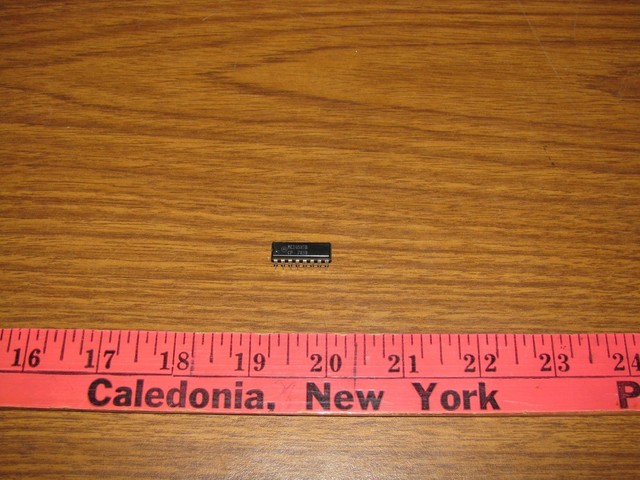 16 17 18 19 20 21 22 23 24
Caledonia, New York P